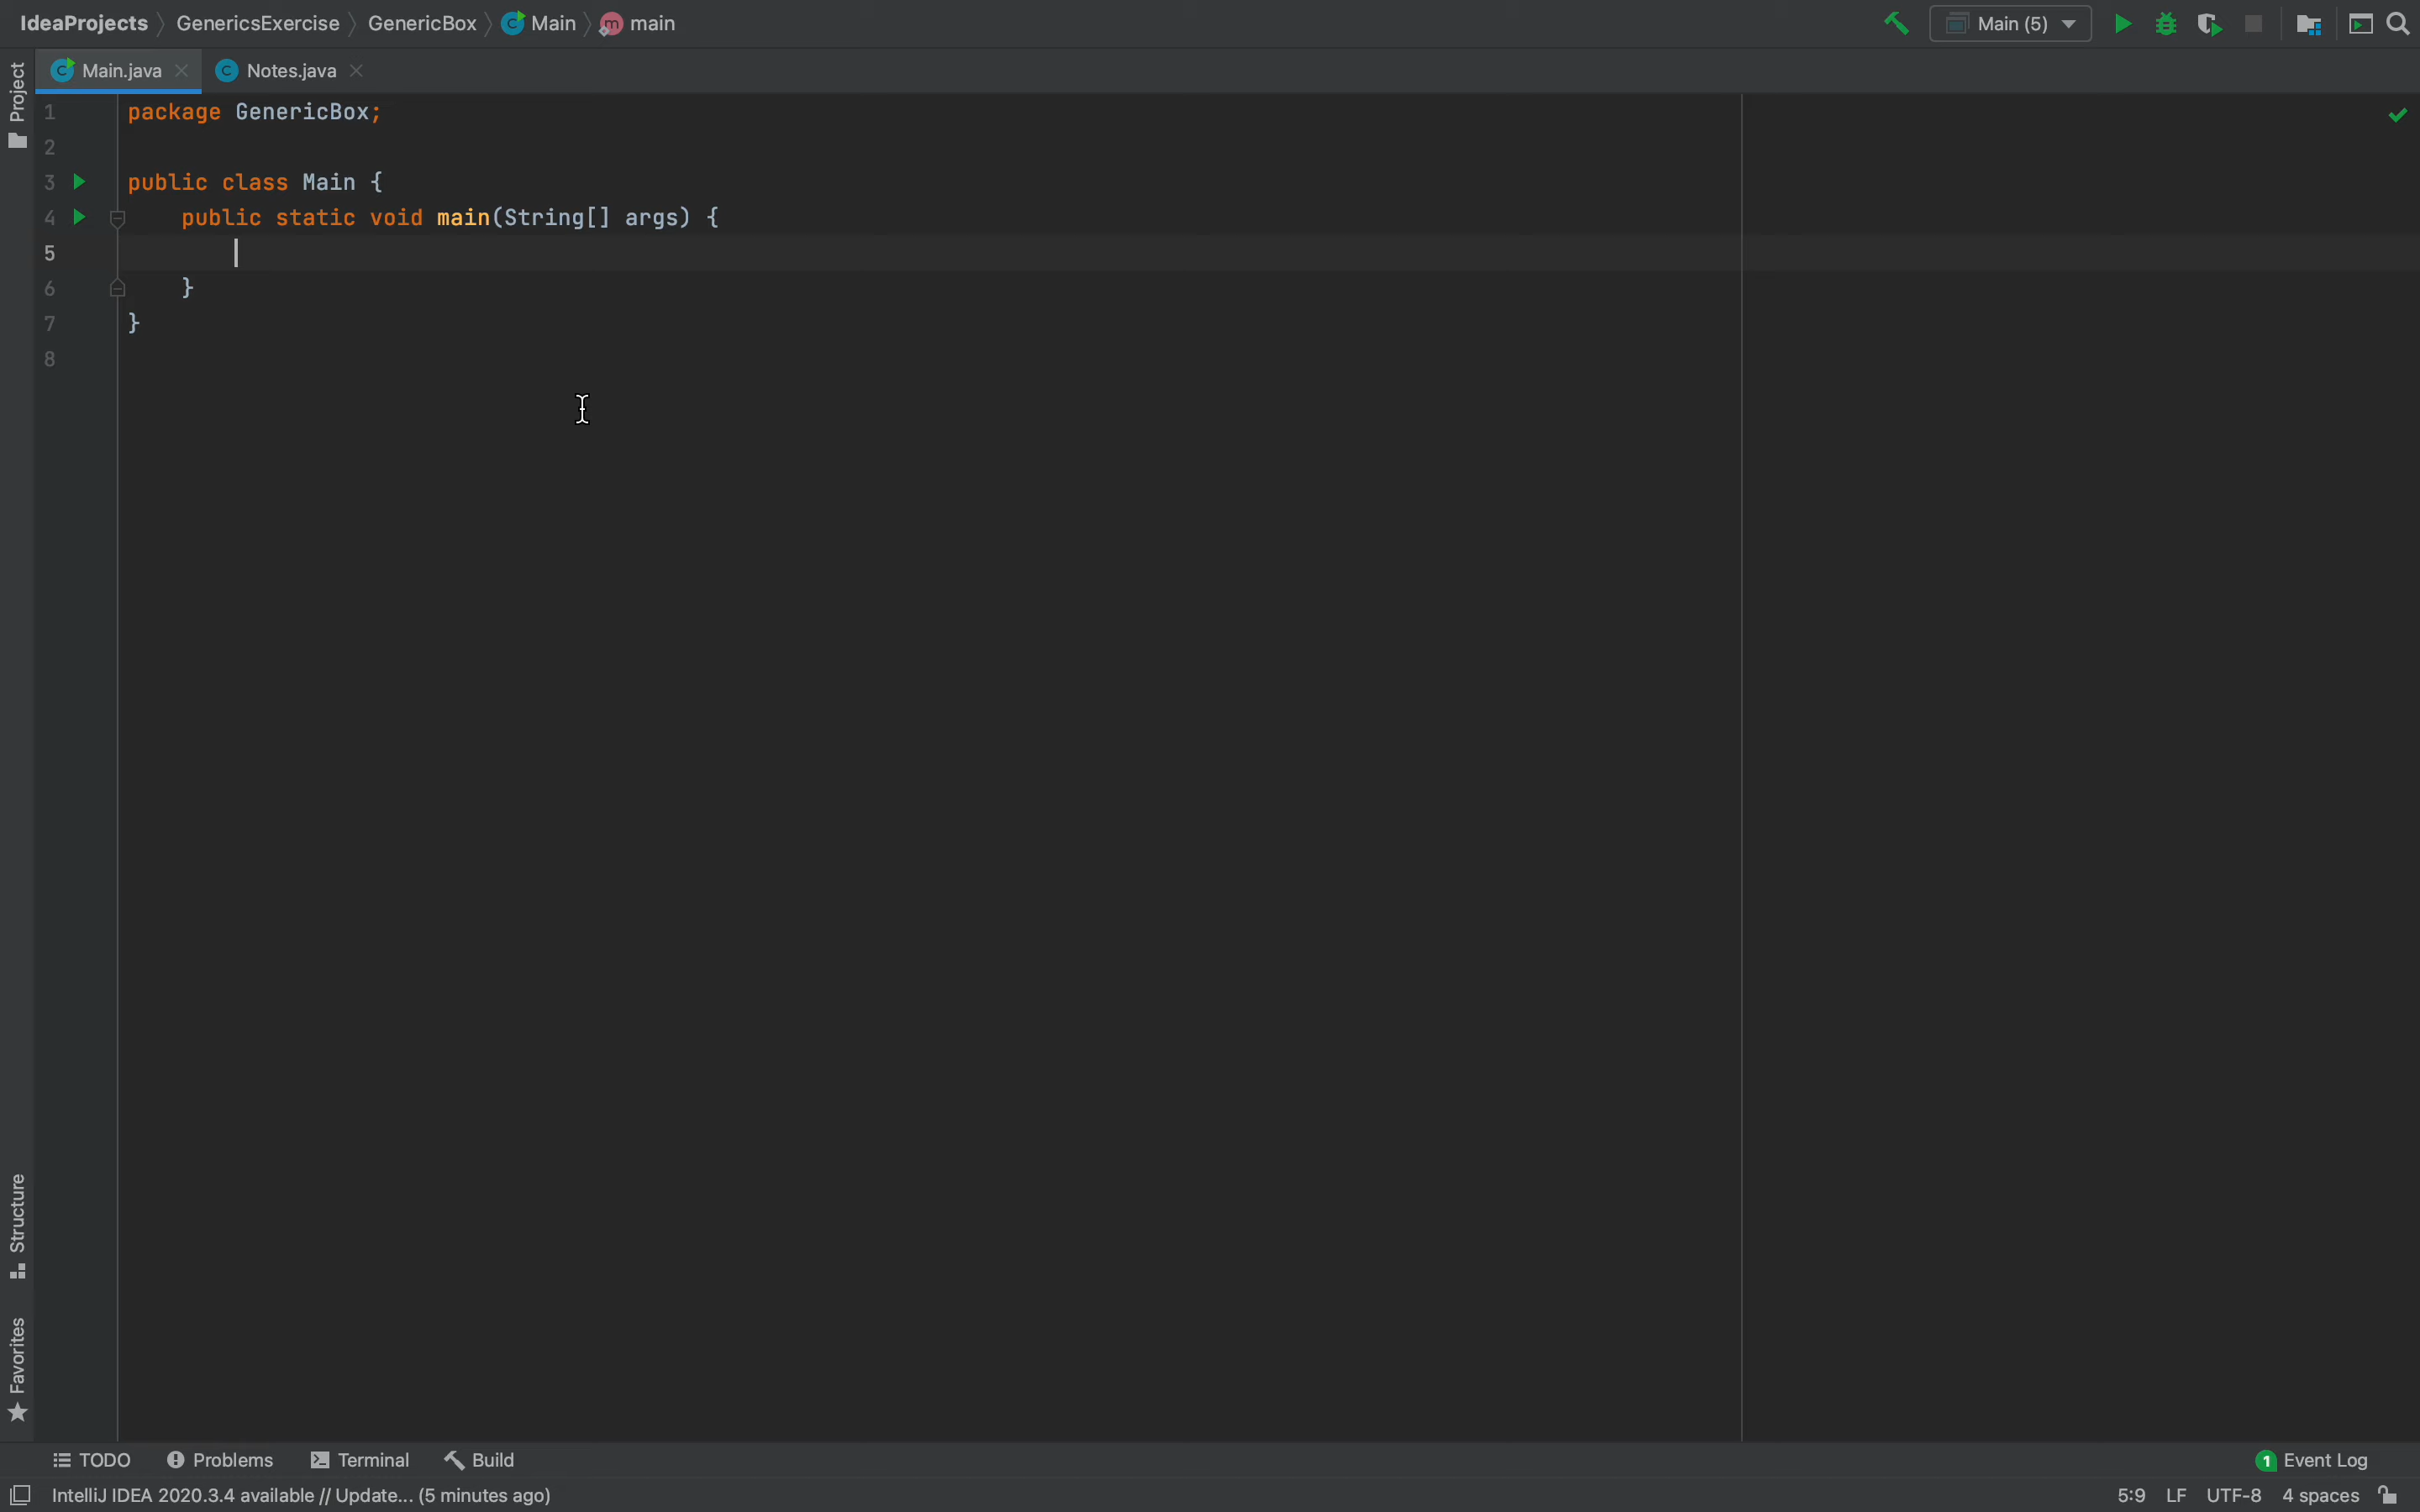 IdeaProjects GenericsExercise GenericBox C Main m main Main (5)
Project
C Main.java C Notes.java
1 package GenericBox;
2
3 public class Main {
4 public static void main(String[] args) {
5
6 }
7 }
8
Structure
Favorites
TODO Problems Terminal Build 1 Event Log
IntelliJ IDEA 2020.3.4 available // Update... (5 minutes ago) 5:9 LF UTF-8 4 spaces